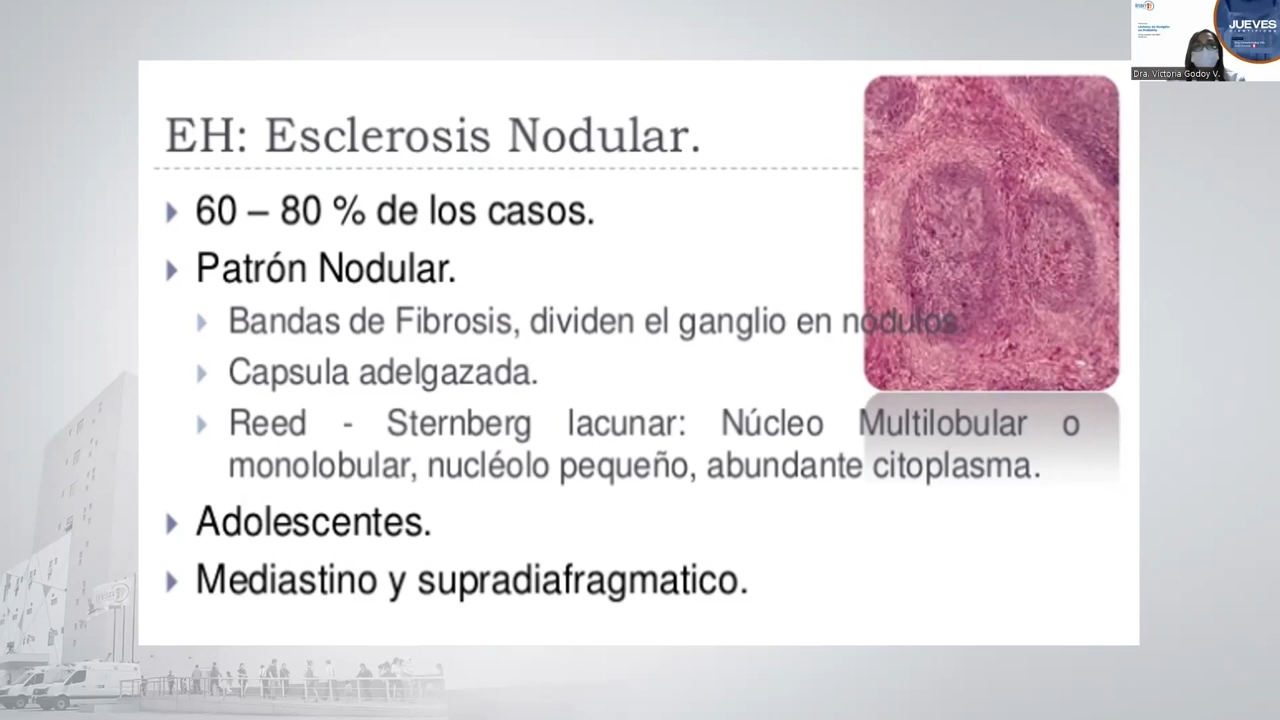 EH: Esclerosis Nodular.
60 – 80 % de los casos.
Patrón Nodular.
Bandas de Fibrosis, dividen el ganglio en nódulos.
Capsula adelgazada.
Reed - Sternberg lacunar: Núcleo Multilobular o
monolobular, nucléolo pequeño, abundante citoplasma.
Adolescentes.
Mediastino y supradiafragmatico.
JUEVES
Dra. Victoria Godoy V.